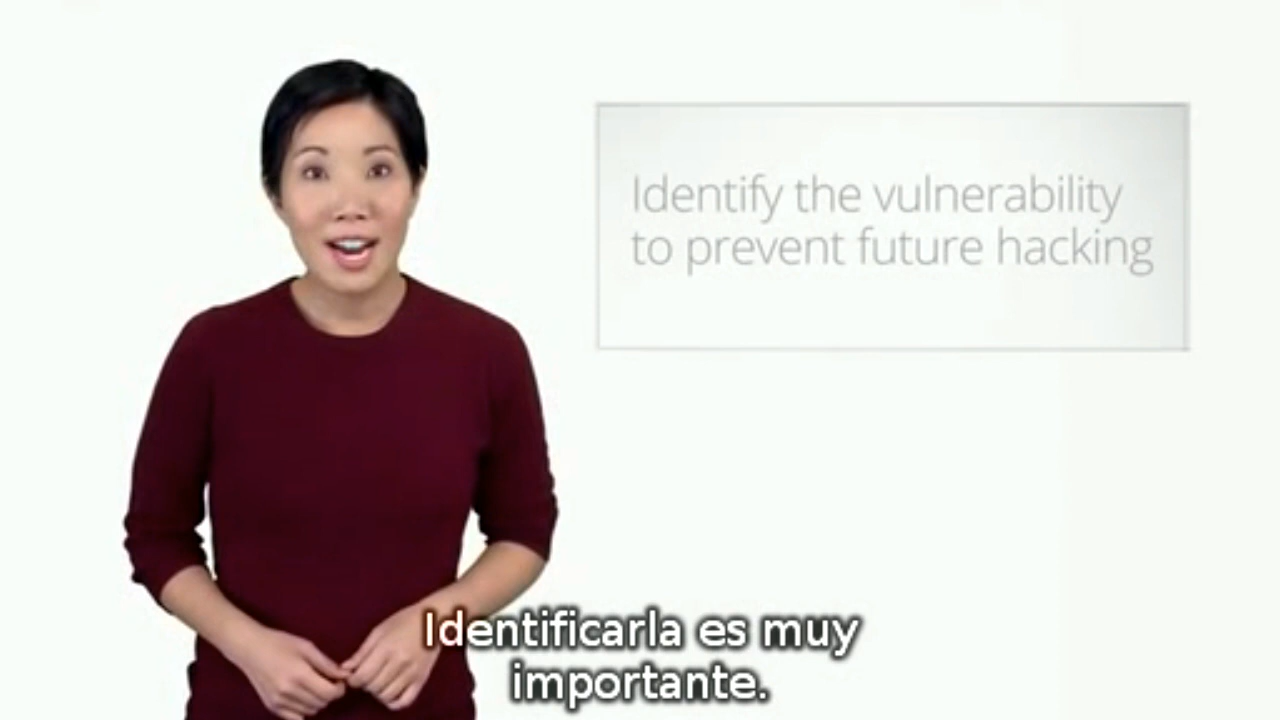 Identify the vulnerability
to prevent future hacking
Identificarla es muy
importante.